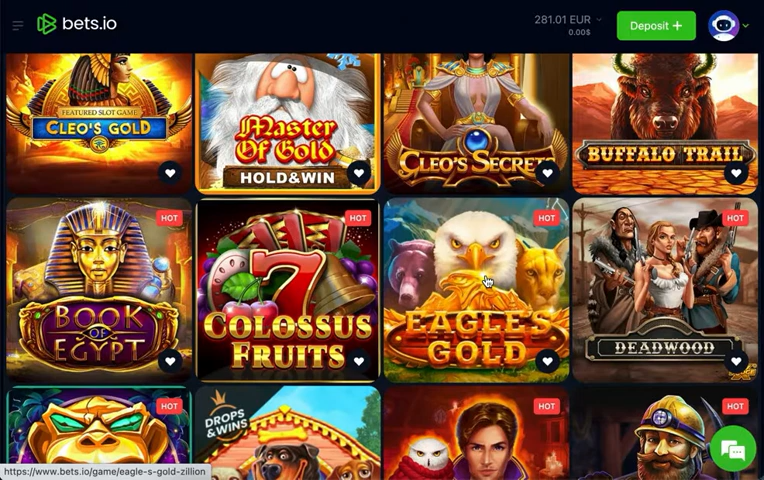 bets.io
281.01 EUR
0.00$
Deposit +
FEATURED SLOT GAME
CLEO'S GOLD
Master
Of Gold
HOLD&WIN
CLEO'S SECRETS
BUFFALO TRAIL
HOT
HOT
HOT
HOT
BOOK
OF
EGYPT
7
COLOSSUS
FRUITS
EAGLE'S
GOLD
DEADWOOD
HOT
DROPS
&WINS
HOT
HOT
https://www.bets.io/game/eagle-s-gold-zillion